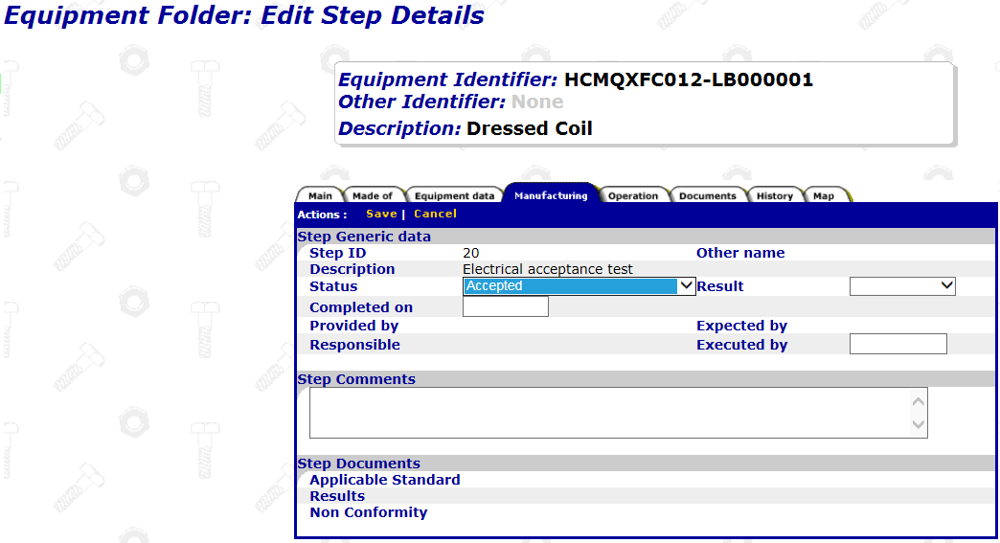 Equipment Folder: Edit Step Details
Equipment Identifier: HCMQXFC012-LB000001
Other Identifier: None
Description: Dressed Coil
Main Made of Equipment data Manufacturing Operation Documents History Map
Actions : Save | Cancel
Step Generic data
Step ID 20 Other name
Description Electrical acceptance test
Status Accepted Result
Completed on
Provided by Expected by
Responsible Executed by
Step Comments
Step Documents
Applicable Standard
Results
Non Conformity